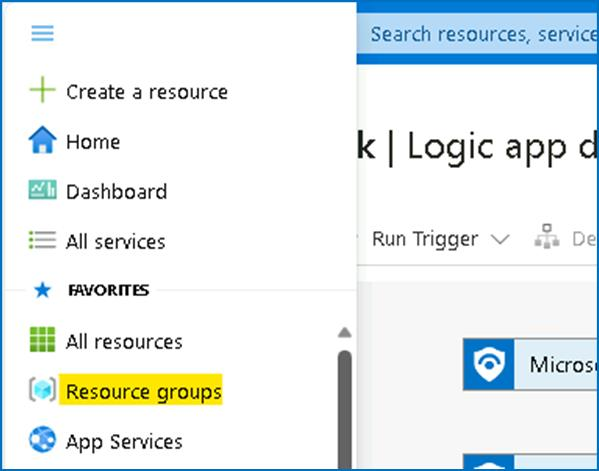 Search resources, service
Create a resource
Home
k | Logic app d
Dashboard
Run Trigger
De
All services
FAVORITES
All resources
Micros
Resource groups
App Services